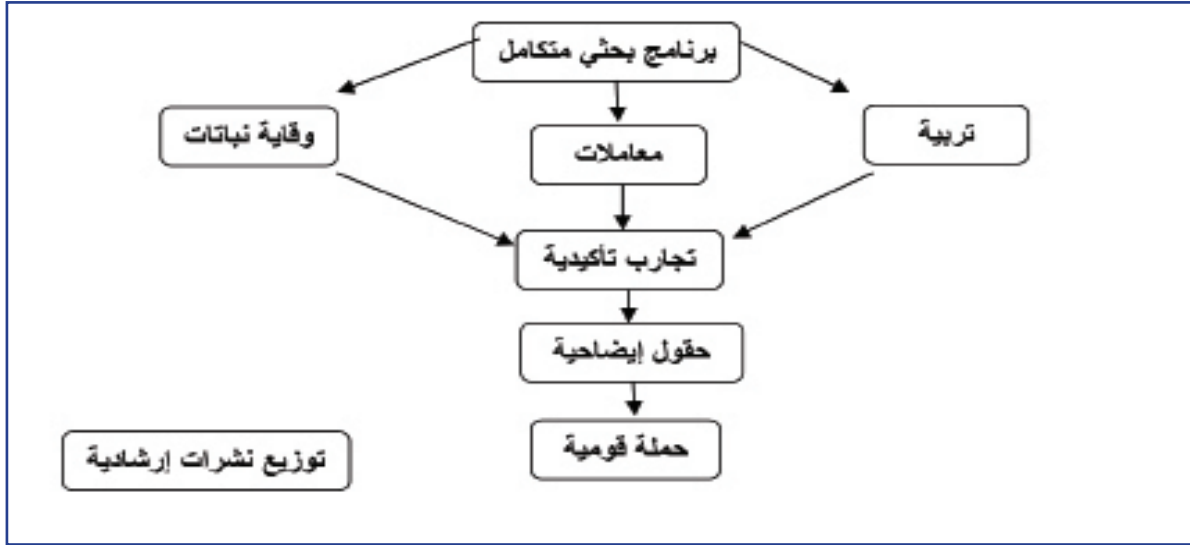 برنامج بحثي متكامل
تربية
معاملات
وقاية نباتات
تجارب تأكيدية
حقول إيضاحية
حملة قومية
توزيع نشرات إرشادية